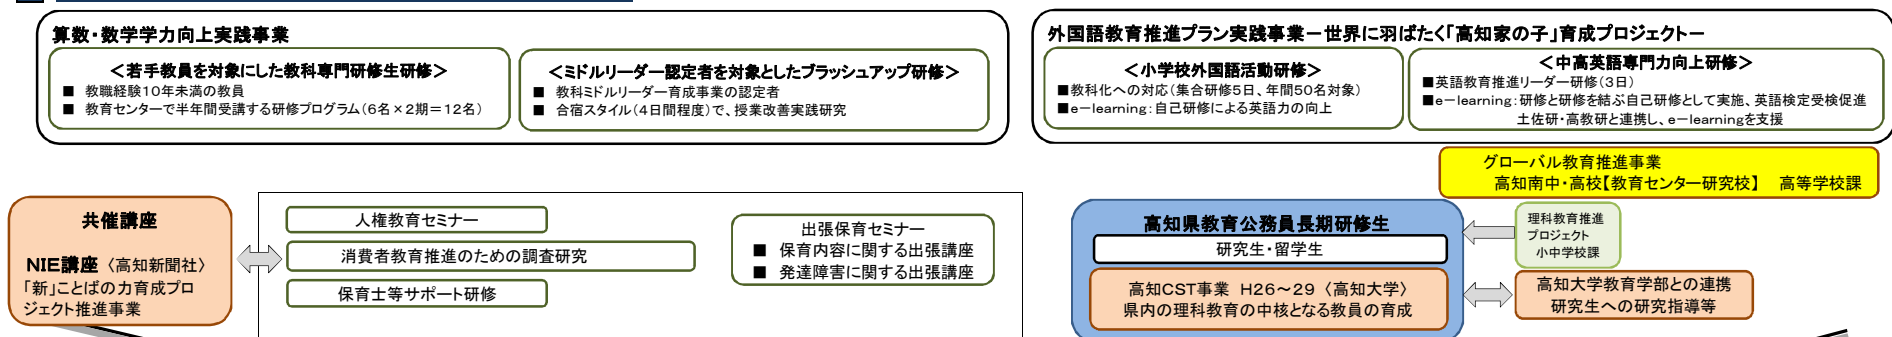 算数・数学学力向上実践事業
＜若手教員を対象にした教科専門研修生研修＞
■ 教職経験10年未満の教員
■ 教育センターで半年間受講する研修プログラム（6名×2期＝12名）
＜ミドルリーダー認定者を対象としたブラッシュアップ研修＞
■ 教科ミドルリーダー育成事業の認定者
■ 合宿スタイル（4日間程度）で、授業改善実践研究
外国語教育推進プラン実践事業－世界に羽ばたく「高知家の子」育成プロジェクト－
＜小学校外国語活動研修＞
■教科化への対応（集合研修5日、年間50名対象）
■e－learning：自己研修による英語力の向上
＜中高英語専門力向上研修＞
■英語教育推進リーダー研修（3日）
■e－learning：研修と研修を結ぶ自己研修として実施、英語検定受検促進
土佐研・高教研と連携し、e－learningを支援
グローバル教育推進事業
高知南中・高校【教育センター研究校】　高等学校課
共催講座
NIE講座〈高知新聞社〉
「新」ことばの力育成プロ
ジェクト推進事業
人権教育セミナー
消費者教育推進のための調査研究
保育士等サポート研修
出張保育セミナー
■ 保育内容に関する出張講座
■ 発達障害に関する出張講座
高知県教育公務員長期研修生
研究生・留学生
高知CST事業　H26～29〈高知大学〉
県内の理科教育の中核となる教員の育成
理科教育推進
プロジェクト
小中学校課
高知大学教育学部との連携
研究生への研究指導等